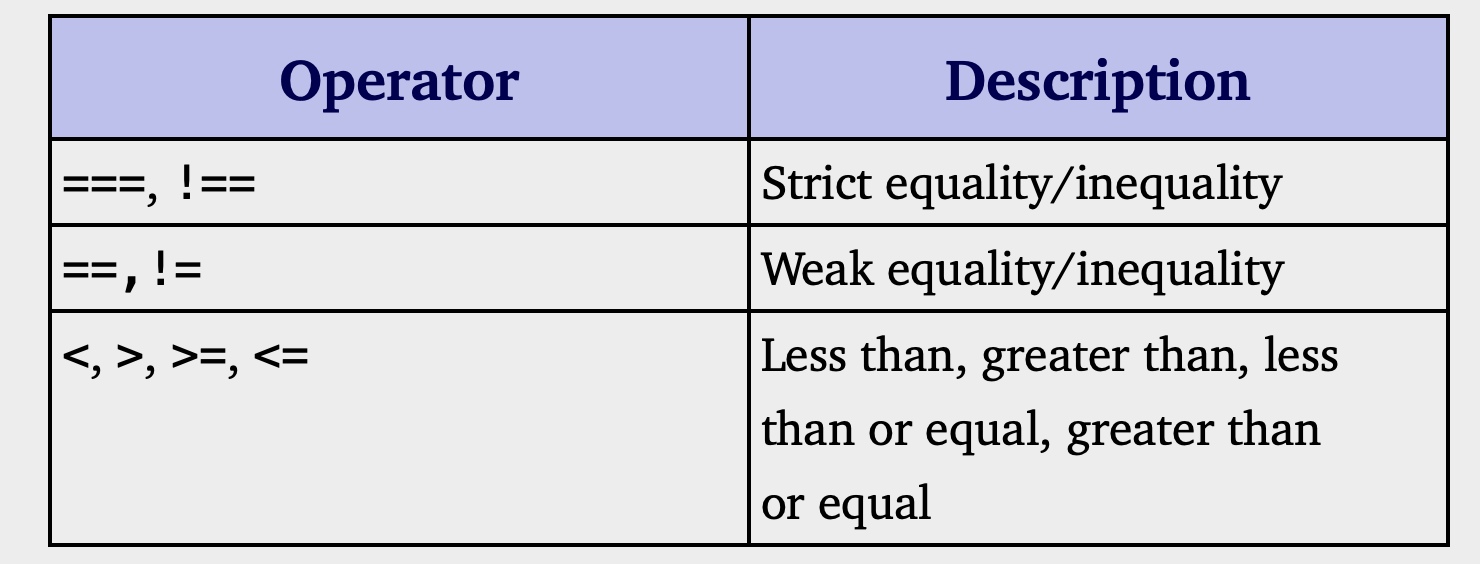 Operator Description
===, !== Strict equality/inequality
==, != Weak equality/inequality
<, >, >=, <= Less than, greater than, less
than or equal, greater than
or equal